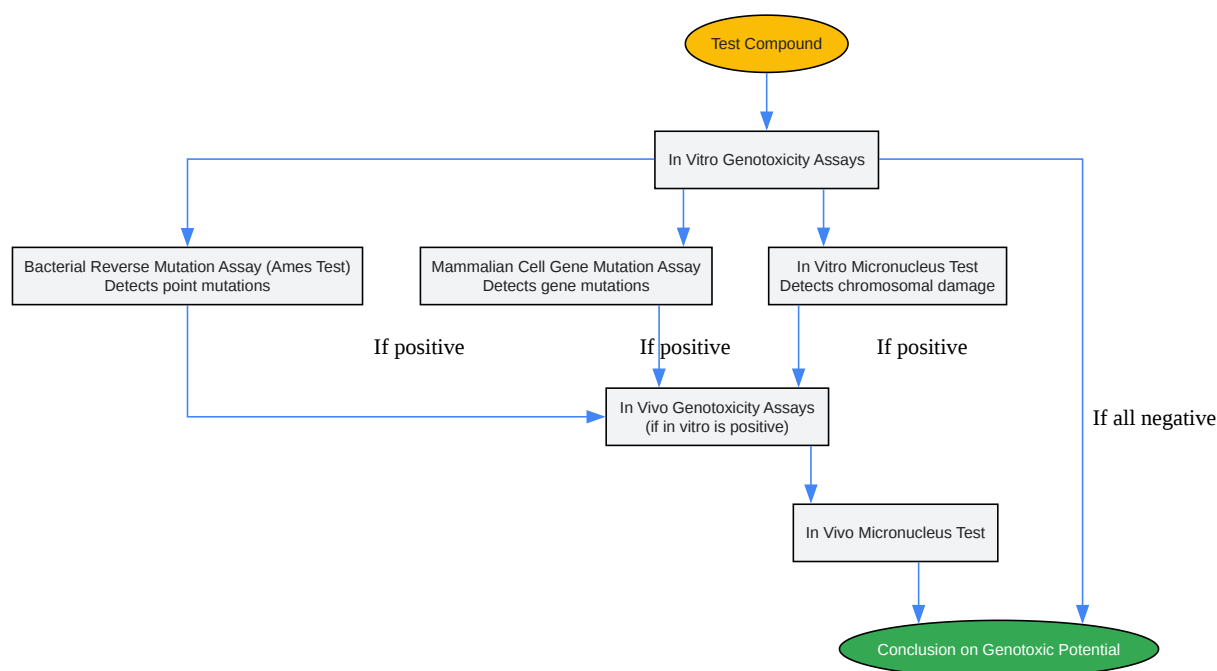 Test Compound
In Vitro Genotoxicity Assays
Bacterial Reverse Mutation Assay (Ames Test)
Detects point mutations
Mammalian Cell Gene Mutation Assay
Detects gene mutations
In Vitro Micronucleus Test
Detects chromosomal damage
If positive
If positive
If positive
In Vivo Genotoxicity Assays
(if in vitro is positive)
If all negative
In Vivo Micronucleus Test
Conclusion on Genotoxic Potential